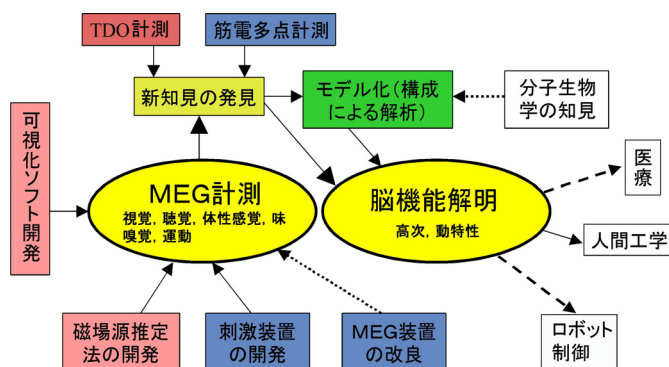 TDO計測
筋電多点計測
新知見の発見
モデル化(構成
による解析)
分子生物
学の知見
可視化ソフト開発
MEG計測
視覚, 聴覚, 体性感覚, 味
嗅覚, 運動
脳機能解明
高次, 動特性
医療
人間工学
ロボット
制御
磁場源推定
法の開発
刺激装置
の開発
MEG装置
の改良